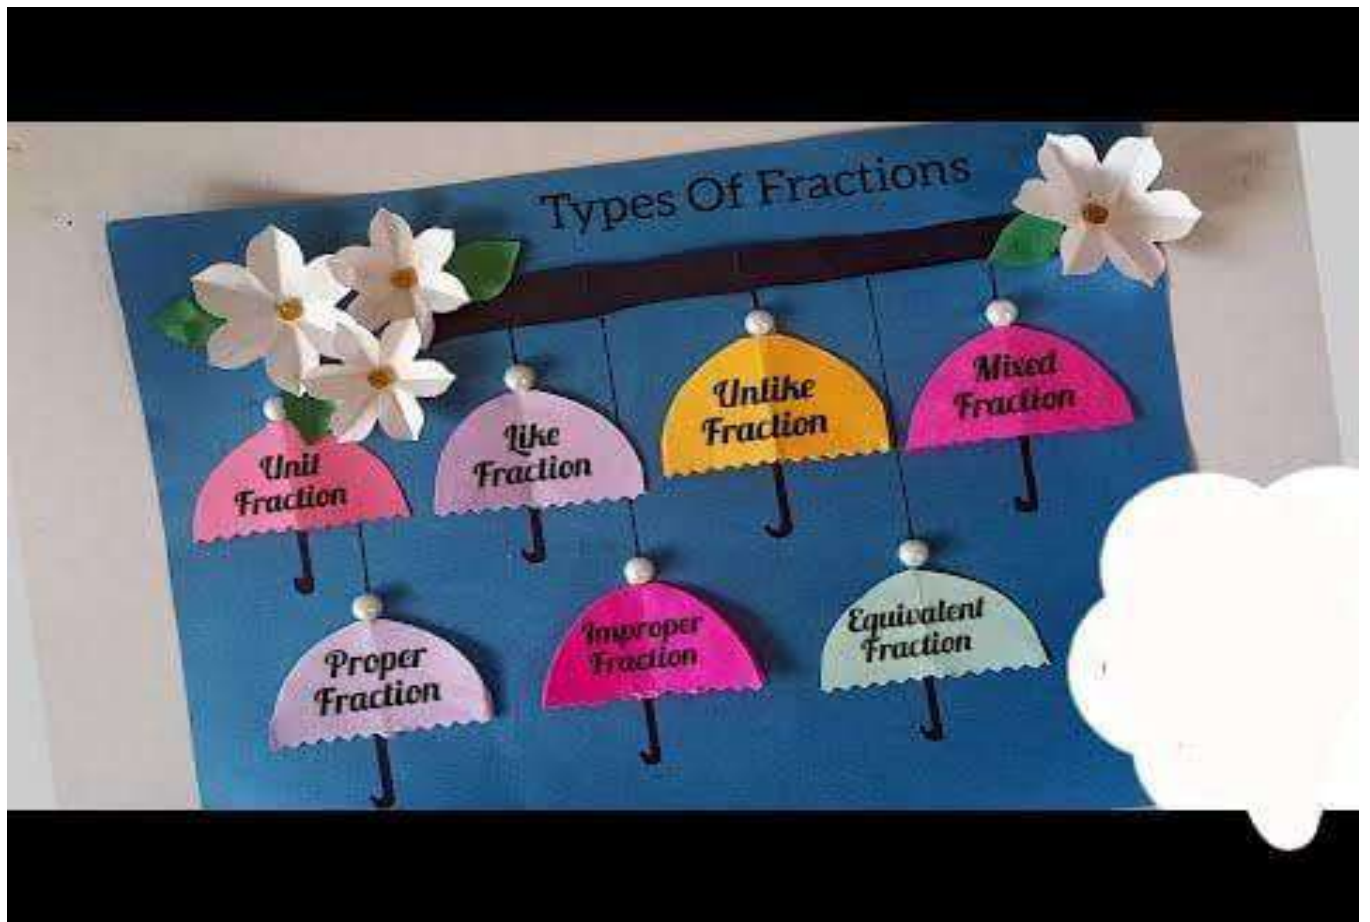 Types Of Fractions
Unit
Fraction
Like
Fraction
Unlike
Fraction
Mixed
Fraction
Proper
Fraction
Improper
Fraction
Equivalent
Fraction